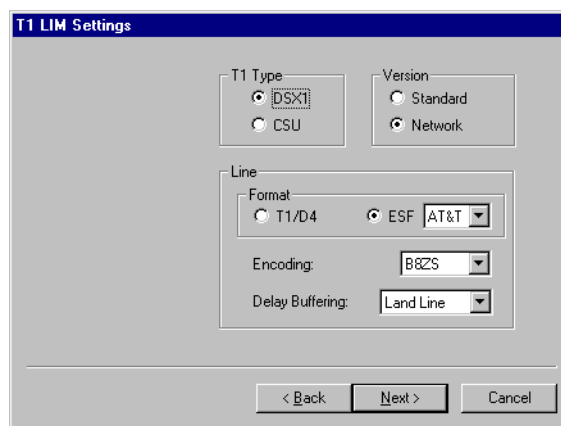 T1 LIM Settings
T1 Type
DSX1
CSU
Version
Standard
Network
Line
Format
T1/D4
ESF
AT&T
Encoding:
B8ZS
Delay Buffering:
Land Line
< Back
Next >
Cancel